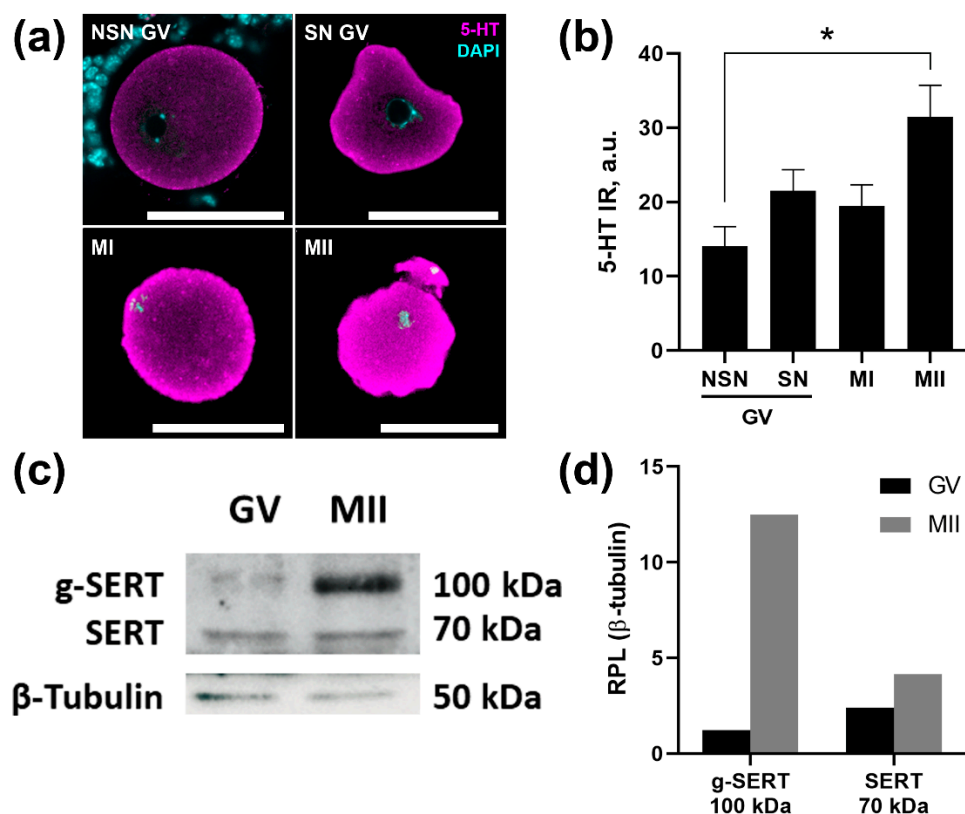 (a)
NSN GV
SN GV
5-HT
DAPI
MI
MII
(b)
*
5-HT IR, a.u.
40
30
20
10
0
NSN SN MI MII
GV
(c)
GV MII
g-SERT 100 kDa
SERT 70 kDa
β-Tubulin 50 kDa
(d)
RPL (β-tubulin)
15
10
5
0
GV
MII
g-SERT SERT
100 kDa 70 kDa